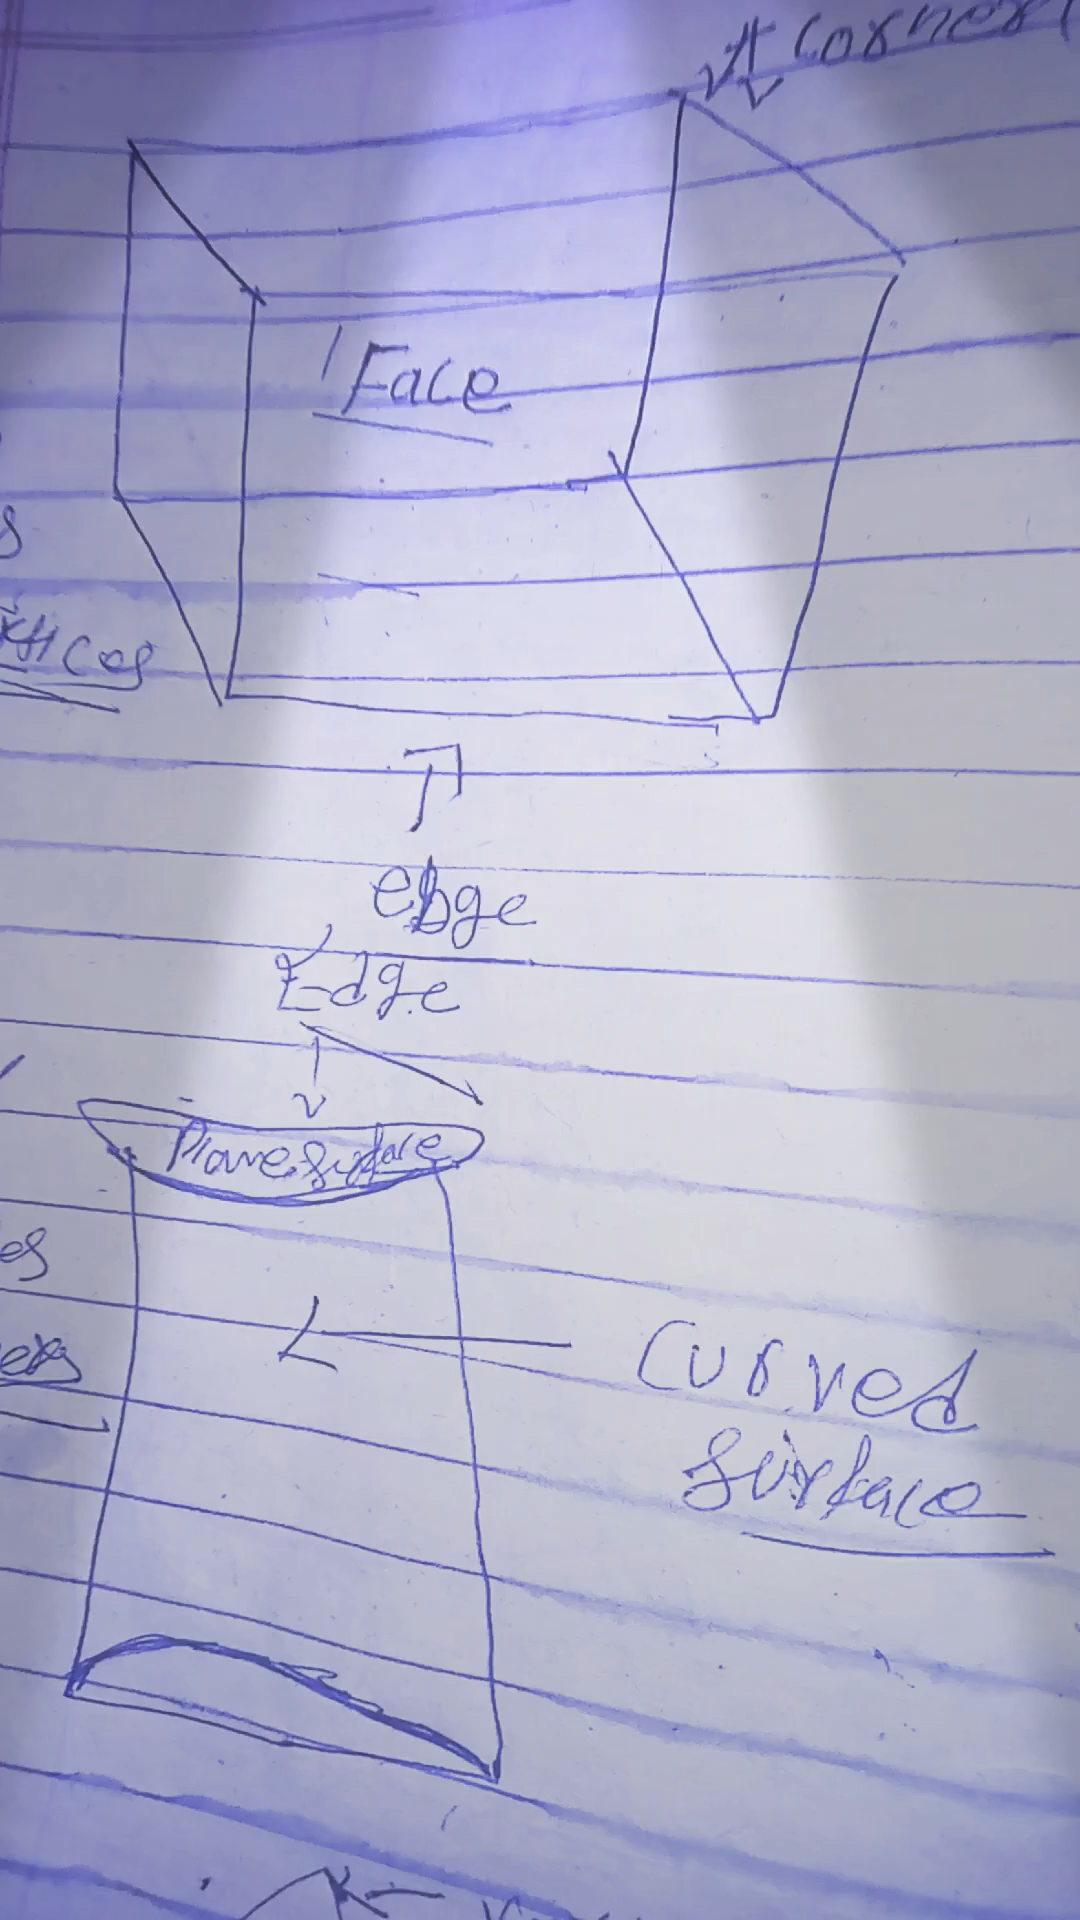 Corner
Face
edge
Edge
Plane surface
Curved
surface